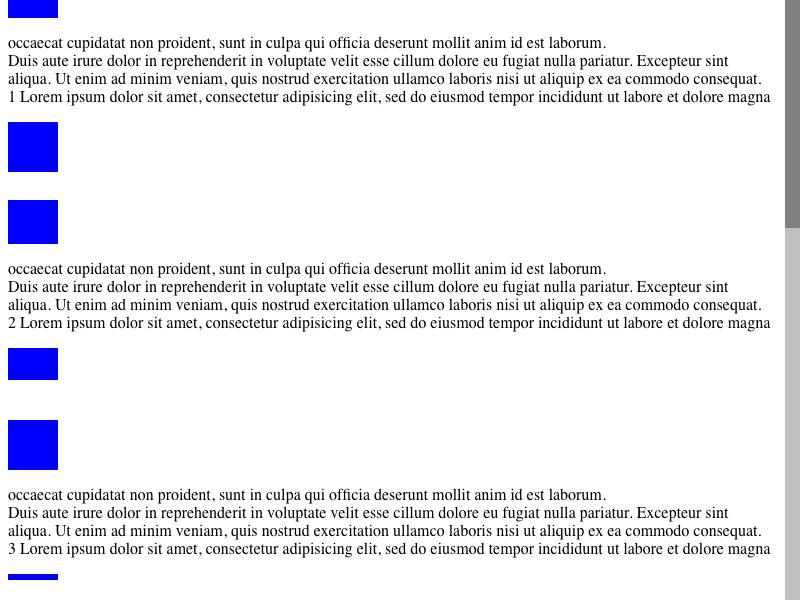 occaecat cupidatat non proident, sunt in culpa qui officia deserunt mollit anim id est laborum.
Duis aute irure dolor in reprehenderit in voluptate velit esse cillum dolore eu fugiat nulla pariatur. Excepteur sint
aliqua. Ut enim ad minim veniam, quis nostrud exercitation ullamco laboris nisi ut aliquip ex ea commodo consequat.
1 Lorem ipsum dolor sit amet, consectetur adipisicing elit, sed do eiusmod tempor incididunt ut labore et dolore magna
occaecat cupidatat non proident, sunt in culpa qui officia deserunt mollit anim id est laborum.
Duis aute irure dolor in reprehenderit in voluptate velit esse cillum dolore eu fugiat nulla pariatur. Excepteur sint
aliqua. Ut enim ad minim veniam, quis nostrud exercitation ullamco laboris nisi ut aliquip ex ea commodo consequat.
2 Lorem ipsum dolor sit amet, consectetur adipisicing elit, sed do eiusmod tempor incididunt ut labore et dolore magna
occaecat cupidatat non proident, sunt in culpa qui officia deserunt mollit anim id est laborum.
Duis aute irure dolor in reprehenderit in voluptate velit esse cillum dolore eu fugiat nulla pariatur. Excepteur sint
aliqua. Ut enim ad minim veniam, quis nostrud exercitation ullamco laboris nisi ut aliquip ex ea commodo consequat.
3 Lorem ipsum dolor sit amet, consectetur adipisicing elit, sed do eiusmod tempor incididunt ut labore et dolore magna